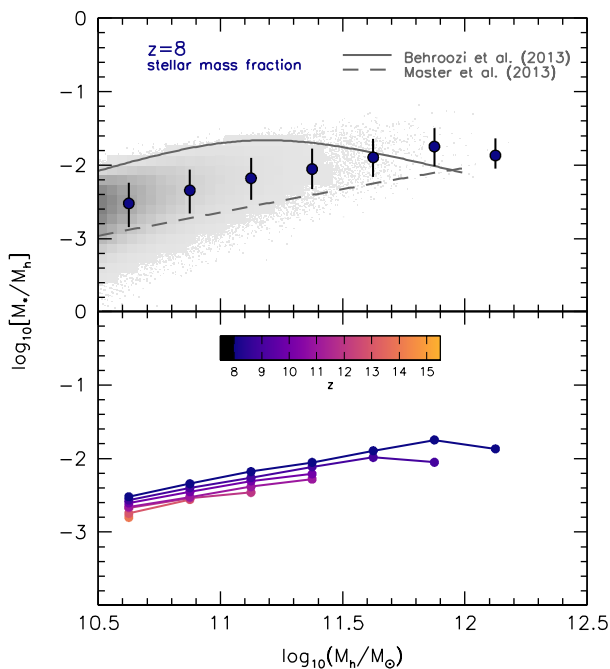 0
z=8
stellar mass fraction
Behroozi et al. (2013)
Moster et al. (2013)
−1
−2
−3
log₁₀[M⋆/Mₕ]
0
8 9 10 11 12 13 14 15
z
−1
−2
−3
10.5 11 11.5 12 12.5
log₁₀(Mₕ/M☉)